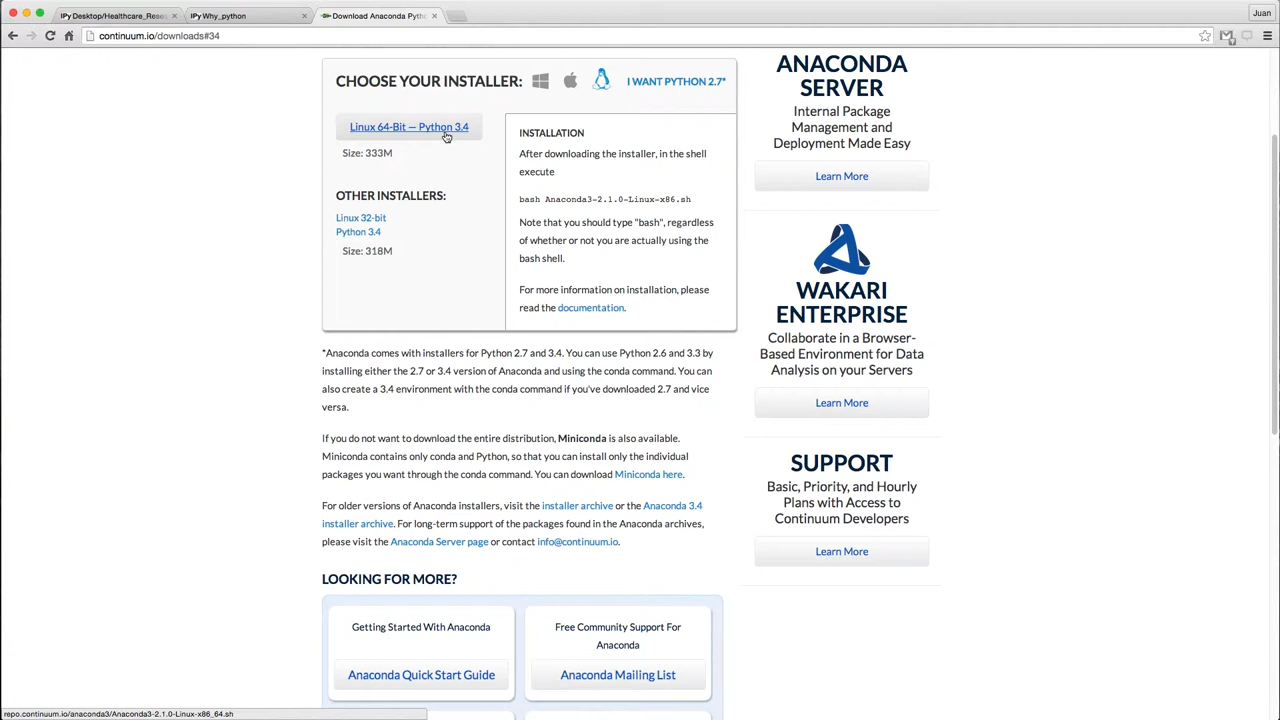 IPy Desktop/Healthcare_Resea
IPy Why_python
Download Anaconda Pyth
Juan
continuum.io/downloads#34
CHOOSE YOUR INSTALLER:
I WANT PYTHON 2.7*
Linux 64-Bit — Python 3.4
Size: 333M
OTHER INSTALLERS:
Linux 32-bit
Python 3.4
Size: 318M
INSTALLATION
After downloading the installer, in the shell
execute
bash Anaconda3-2.1.0-Linux-x86.sh
Note that you should type "bash", regardless
of whether or not you are actually using the
bash shell.
For more information on installation, please
read the documentation.
*Anaconda comes with installers for Python 2.7 and 3.4. You can use Python 2.6 and 3.3 by
installing either the 2.7 or 3.4 version of Anaconda and using the conda command. You can
also create a 3.4 environment with the conda command if you've downloaded 2.7 and vice
versa.
If you do not want to download the entire distribution, Miniconda is also available.
Miniconda contains only conda and Python, so that you can install only the individual
packages you want through the conda command. You can download Miniconda here.
For older versions of Anaconda installers, visit the installer archive or the Anaconda 3.4
installer archive. For long-term support of the packages found in the Anaconda archives,
please visit the Anaconda Server page or contact info@continuum.io.
LOOKING FOR MORE?
Getting Started With Anaconda
Anaconda Quick Start Guide
Free Community Support For
Anaconda
Anaconda Mailing List
ANACONDA
SERVER
Internal Package
Management and
Deployment Made Easy
Learn More
WAKARI
ENTERPRISE
Collaborate in a Browser-
Based Environment for Data
Analysis on your Servers
Learn More
SUPPORT
Basic, Priority, and Hourly
Plans with Access to
Continuum Developers
Learn More
repo.continuum.io/anaconda3/Anaconda3-2.1.0-Linux-x86_64.sh